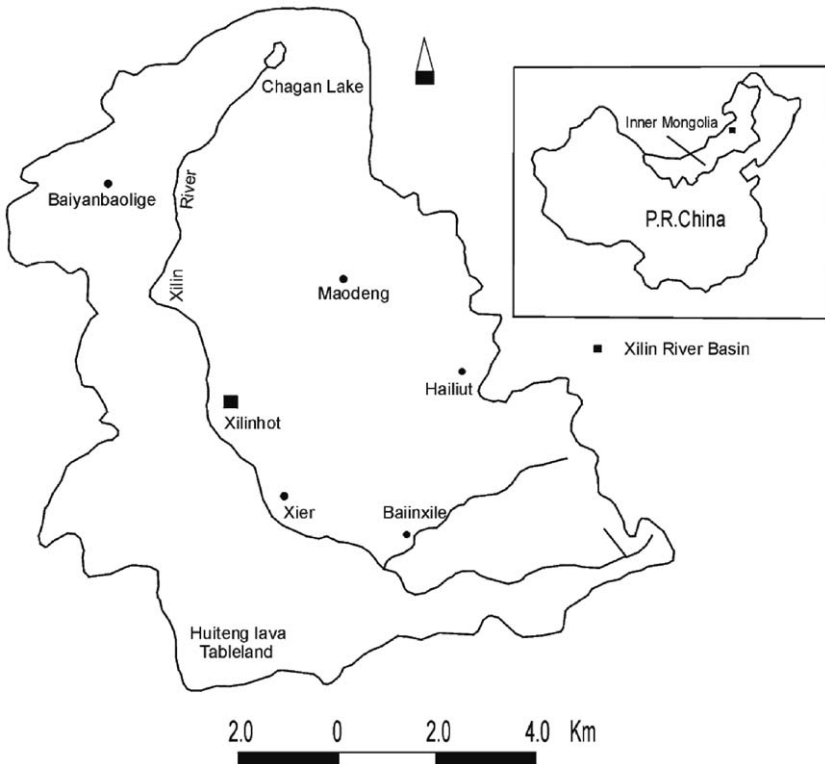 Chagan Lake
Inner Mongolia
Baiyanbaolige
River
P.R.China
Xilin
Maodeng
Xilin River Basin
Hailiut
Xilinhot
Xier
Baiinxile
Huiteng lava
Tableland
2.0 0 2.0 4.0 Km